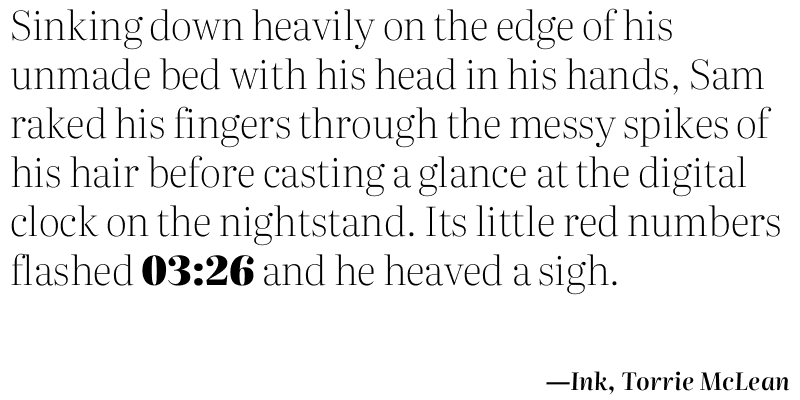 Sinking down heavily on the edge of his
unmade bed with his head in his hands, Sam
raked his fingers through the messy spikes of
his hair before casting a glance at the digital
clock on the nightstand. Its little red numbers
flashed 03:26 and he heaved a sigh.
—Ink, Torrie McLean